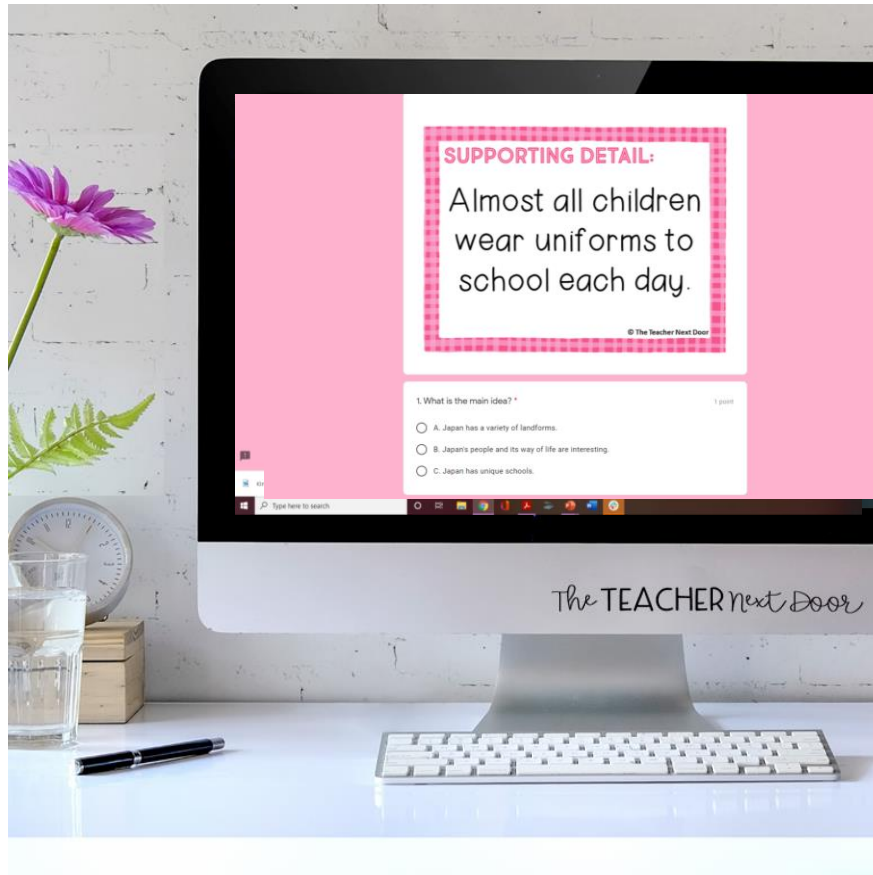 SUPPORTING DETAIL:
Almost all children
wear uniforms to
school each day.
© The Teacher Next Door
1. What is the main idea? *
1 point
A. Japan has a variety of landforms.
B. Japan's people and its way of life are interesting.
C. Japan has unique schools.
Type here to search
The TEACHER Next Door